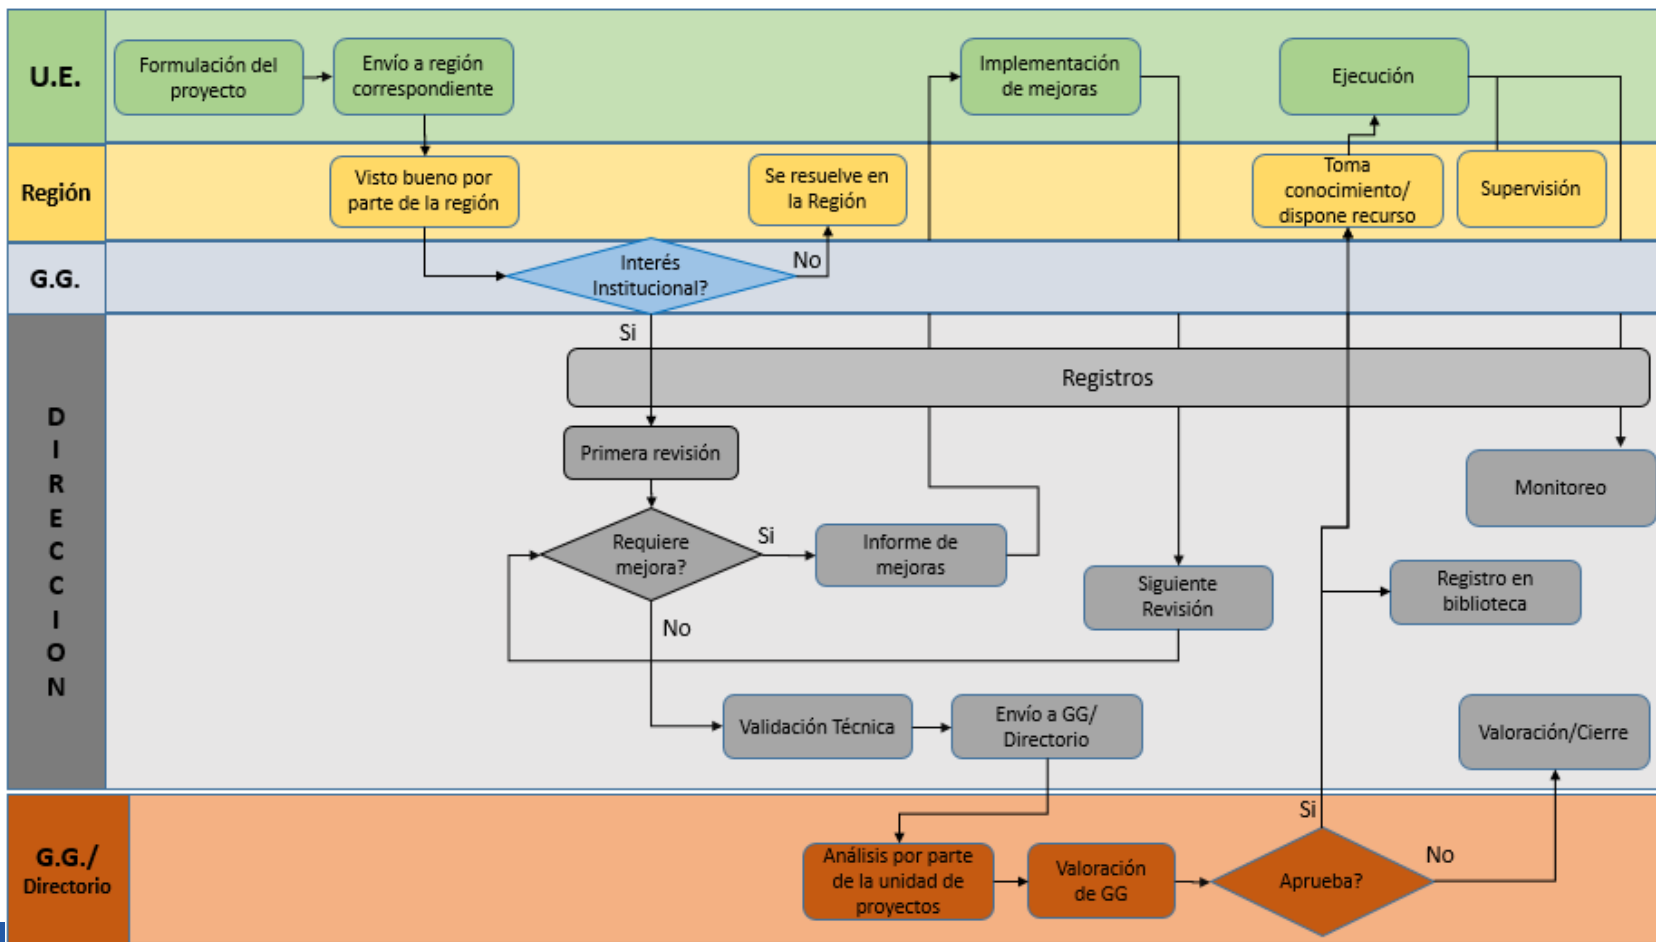 U.E.
Formulación del
proyecto
Envío a región
correspondiente
Implementación
de mejoras
Ejecución
Región
Visto bueno por
parte de la región
Se resuelve en
la Región
Toma
conocimiento/
dispone recurso
Supervisión
G.G.
Interés
Institucional?
No
Si
D
I
R
E
C
C
I
O
N
Registros
Primera revisión
Monitoreo
Requiere
mejora?
Si
Informe de
mejoras
Siguiente
Revisión
Registro en
biblioteca
No
Validación Técnica
Envío a GG/
Directorio
Valoración/Cierre
G.G./
Directorio
Análisis por parte
de la unidad de
proyectos
Valoración
de GG
Si
Aprueba?
No